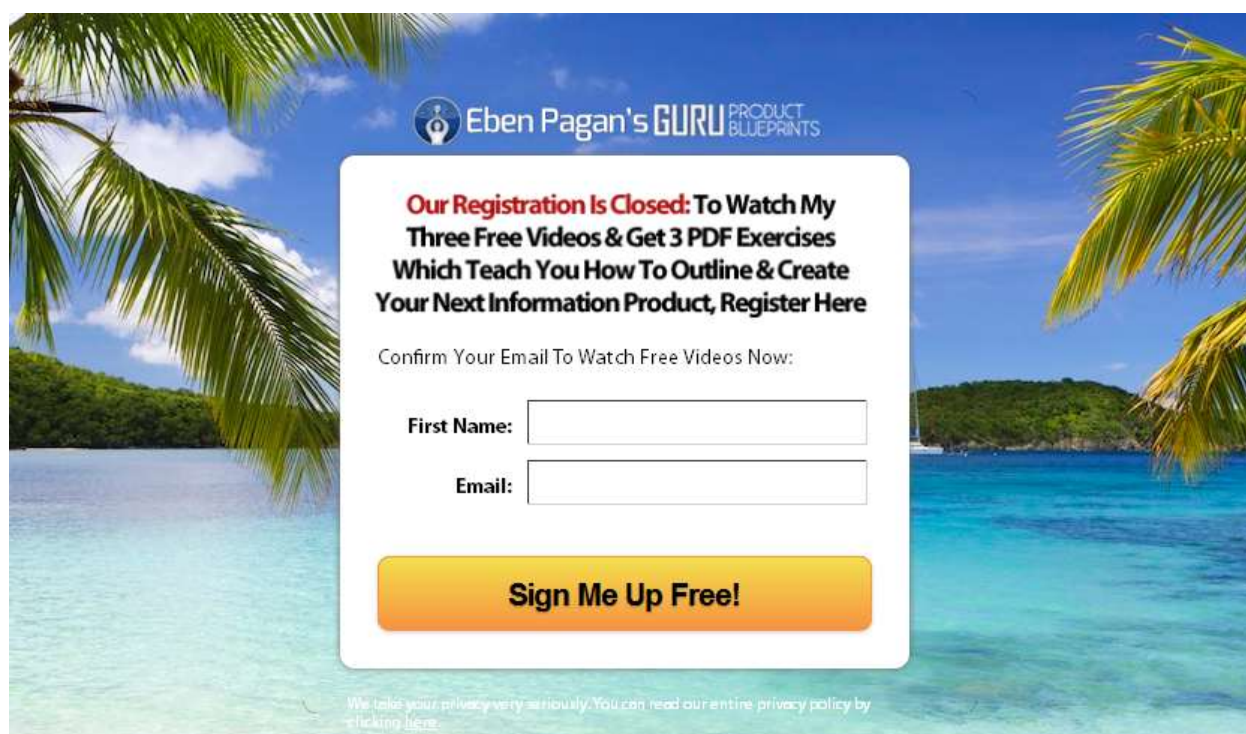 Eben Pagan's GURU PRODUCT BLUEPRINTS
Our Registration Is Closed: To Watch My
Three Free Videos & Get 3 PDF Exercises
Which Teach You How To Outline & Create
Your Next Information Product, Register Here
Confirm Your Email To Watch Free Videos Now:
First Name:
Email:
Sign Me Up Free!
We take your privacy very seriously. You can read our entire privacy policy by
clicking here.